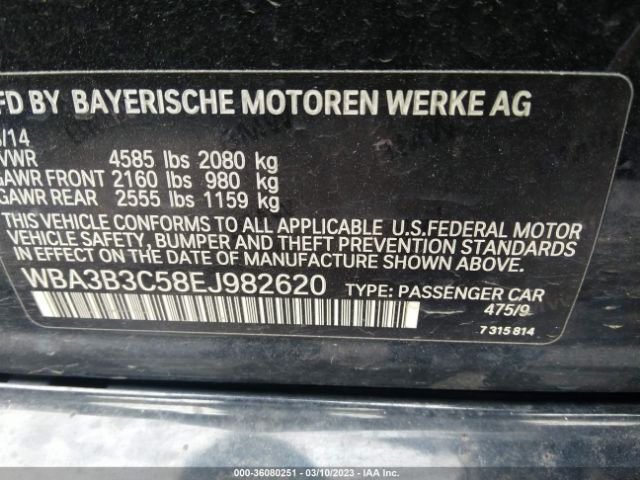 FD BY BAYERISCHE MOTOREN WERKE AG
/14
VWR 4585 lbs 2080 kg
GAWR FRONT 2160 lbs 980 kg
GAWR REAR 2555 lbs 1159 kg
THIS VEHICLE CONFORMS TO ALL APPLICABLE U.S.FEDERAL MOTOR
VEHICLE SAFETY, BUMPER AND THEFT PREVENTION STANDARDS
IN EFFECT ON THE DATE OF MANUFACTURE SHOWN ABOVE.
WBA3B3C58EJ982620 TYPE: PASSENGER CAR
475/9
7 315 814
000-36080251 — 03/10/2023 — IAA Inc.